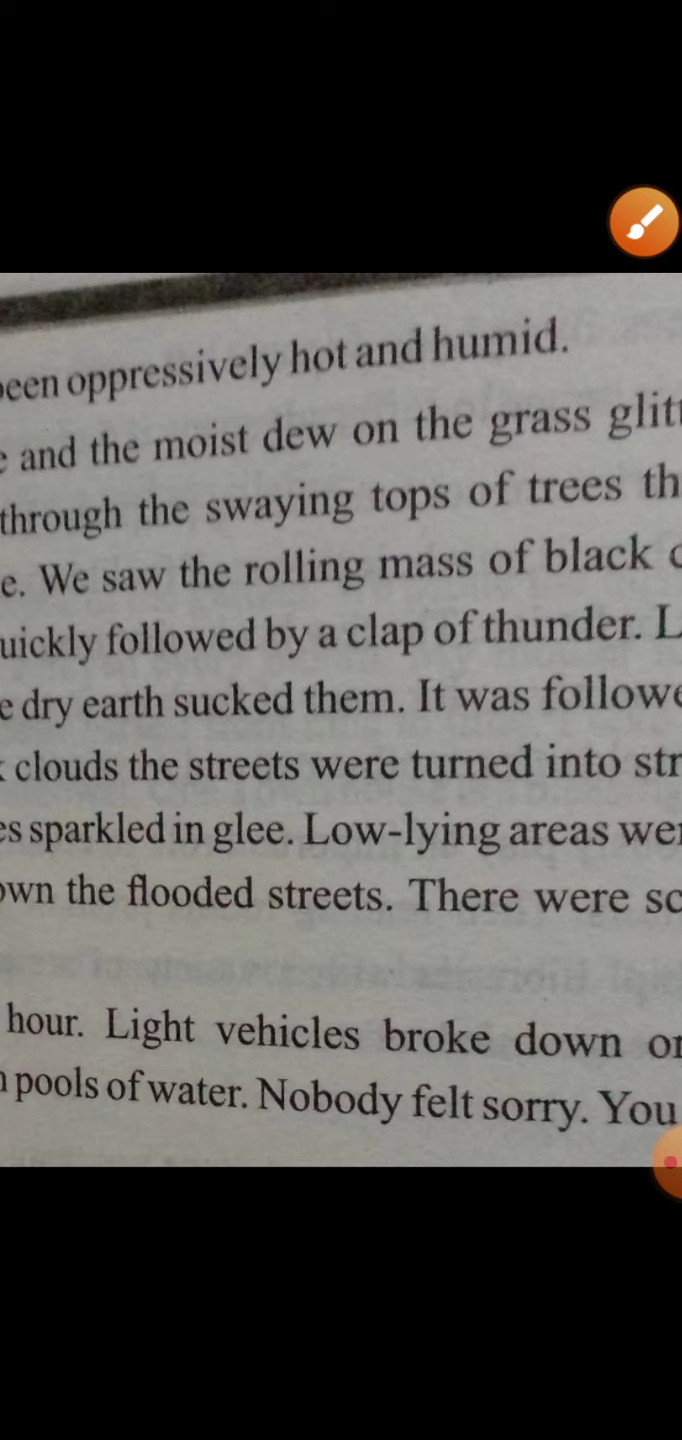 been oppressively hot and humid.
and the moist dew on the grass
through the swaying tops of trees
We saw the rolling mass of black
followed by a clap of thunder.
dry earth sucked them. It was
clouds the streets were turned into
sparkled in glee. Low-lying areas
the flooded streets. There were
hour. Light vehicles broke down
pools of water. Nobody felt sorry. You